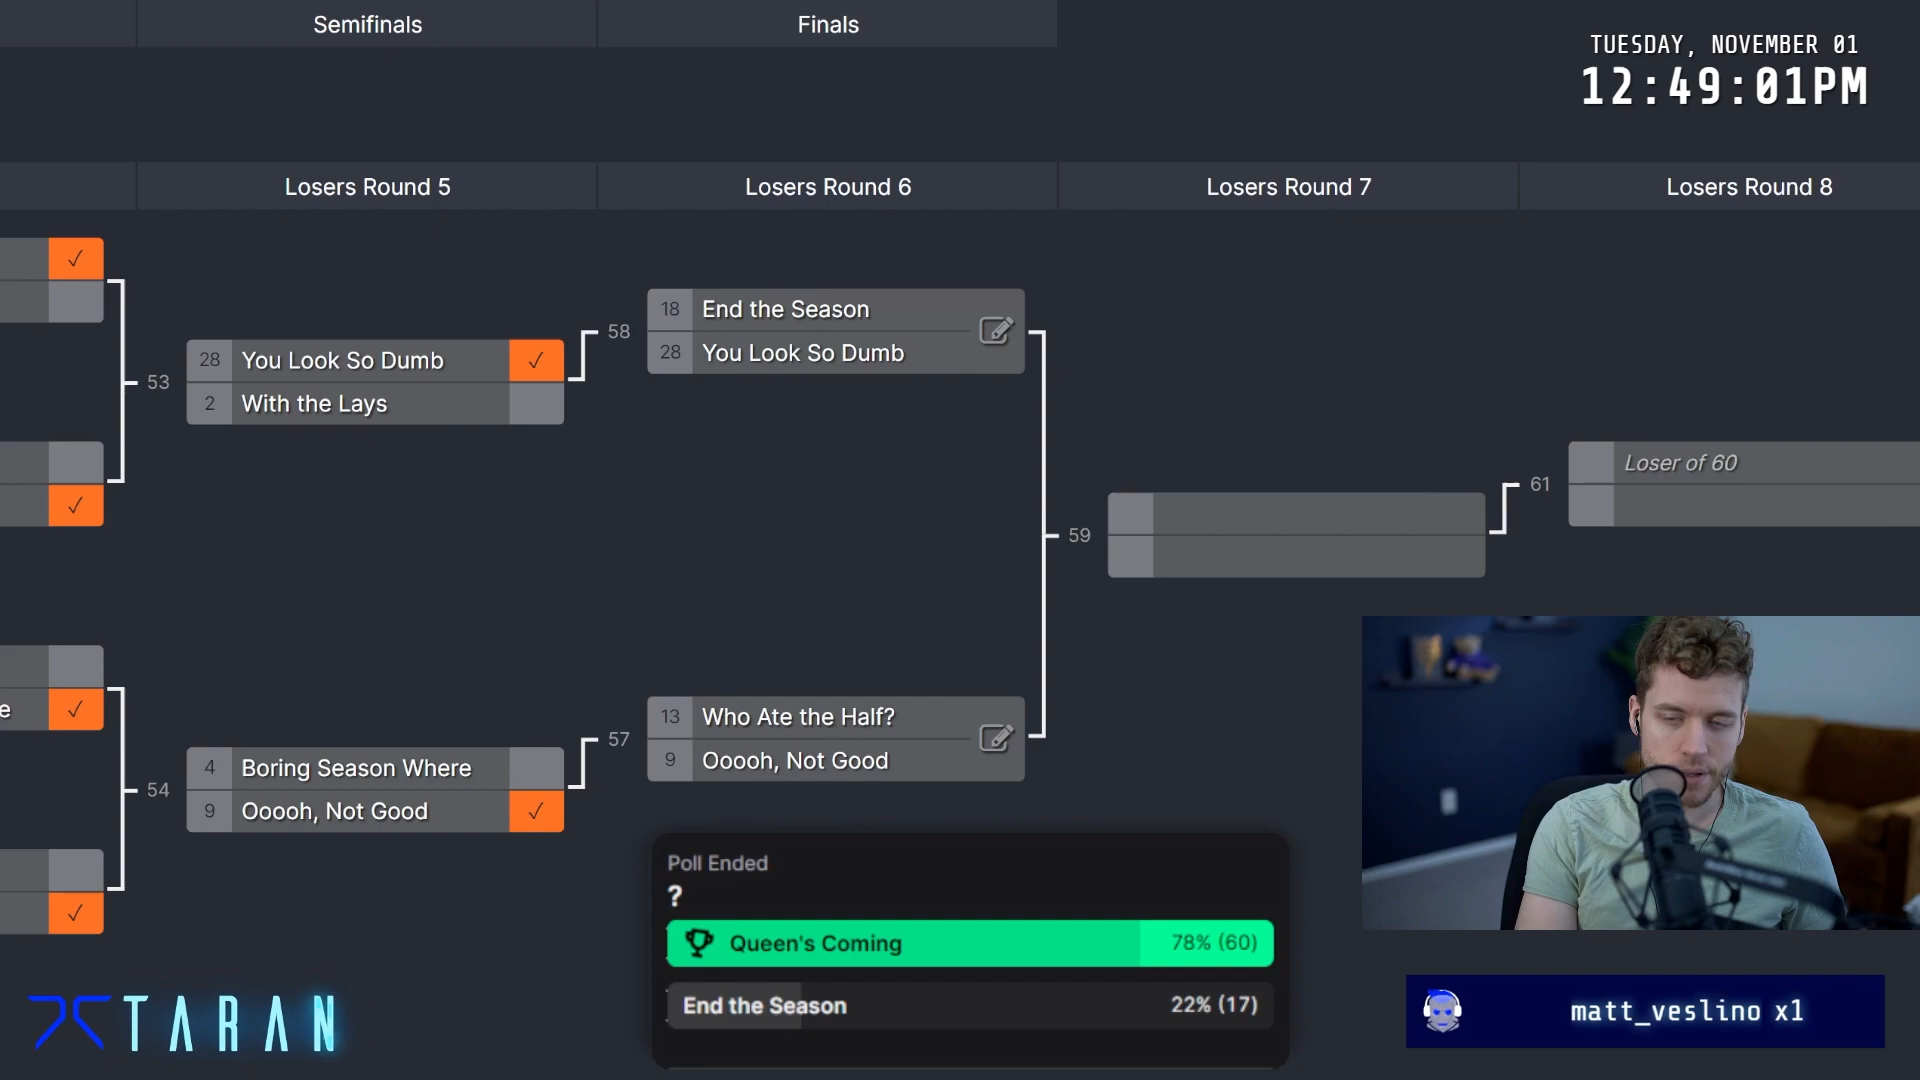 Semifinals
Finals
TUESDAY, NOVEMBER 01
12:49:01PM
Losers Round 5
Losers Round 6
Losers Round 7
Losers Round 8
✓
53
28 You Look So Dumb ✓
2 With the Lays
58
18 End the Season
28 You Look So Dumb
✓
59
61
Loser of 60
e ✓
54
4 Boring Season Where
9 Ooooh, Not Good ✓
57
13 Who Ate the Half?
9 Ooooh, Not Good
✓
Poll Ended
?
Queen's Coming 78% (60)
End the Season 22% (17)
TARAN
matt_veslino x1